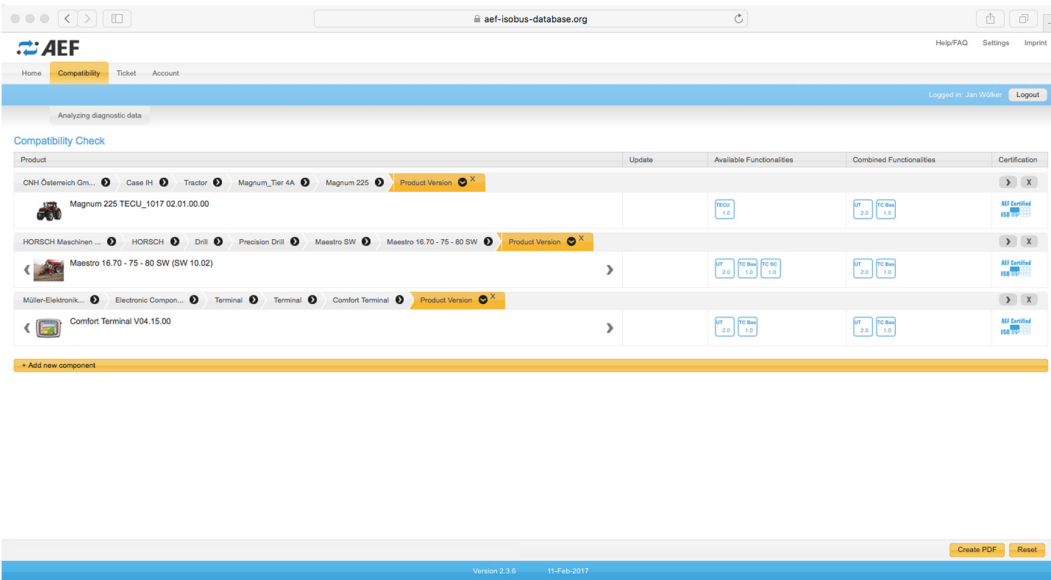 aef-isobus-database.org
AEF
Help/FAQ Settings Imprint
Home Compatibility Ticket Account
Logged in: Jan Wölker Logout
Analyzing diagnostic data
Compatibility Check
Product Update Available Functionalities Combined Functionalities Certification
CNH Österreich Gm... Case IH Tractor Magnum_Tier 4A Magnum 225 Product Version X X
Magnum 225 TECU_1017 02.01.00.00 TECU 1.0 UT 2.0 TC Bas 1.0 AEF Certified ISO
HORSCH Maschinen ... HORSCH Drill Precision Drill Maestro SW Maestro 16.70 - 75 - 80 SW Product Version X X
Maestro 16.70 - 75 - 80 SW (SW 10.02) UT 2.0 TC Bas 1.0 TC SC 1.0 UT 2.0 TC Bas 1.0 AEF Certified ISO
Müller-Elektronik... Electronic Compon... Terminal Terminal Comfort Terminal Product Version X X
Comfort Terminal V04.15.00 UT 2.0 TC Bas 1.0 UT 2.0 TC Bas 1.0 AEF Certified ISO
+ Add new component
Create PDF Reset
Version 2.3.6 11-Feb-2017